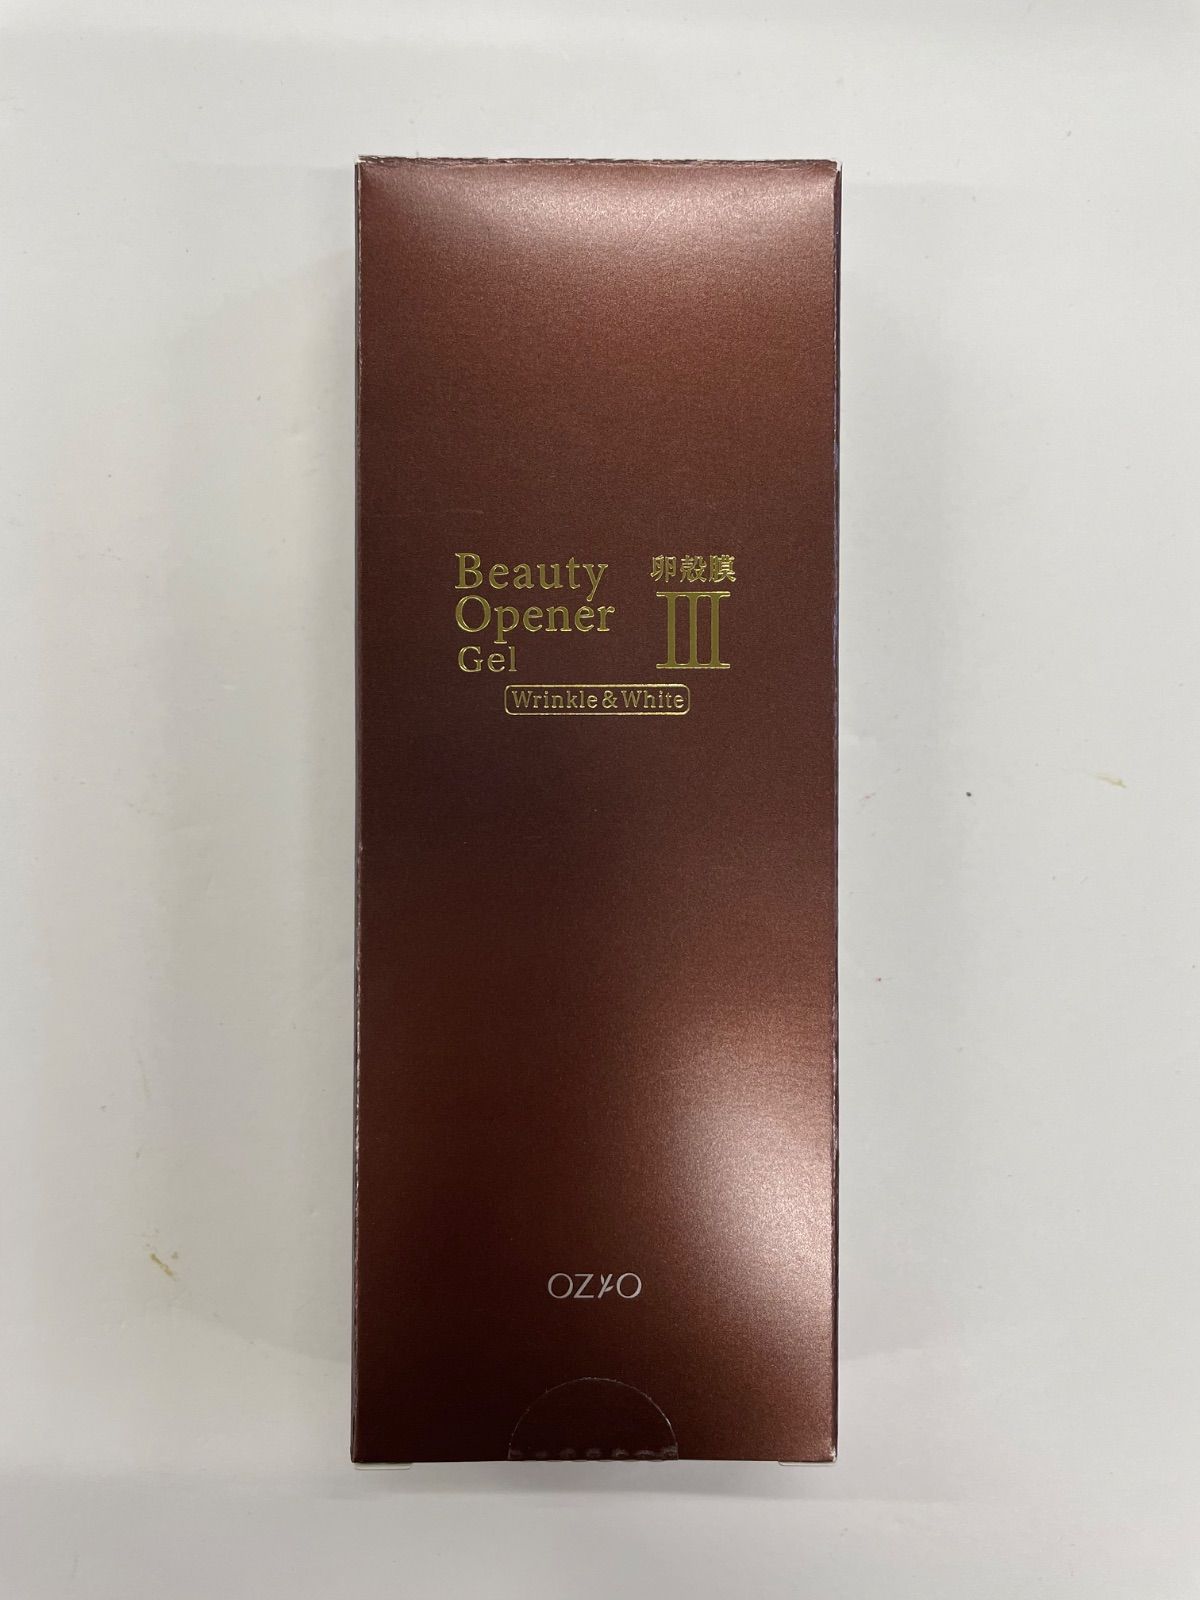 Beauty
Opener
Gel
卵殻膜
III
Wrinkle & White
OZIO